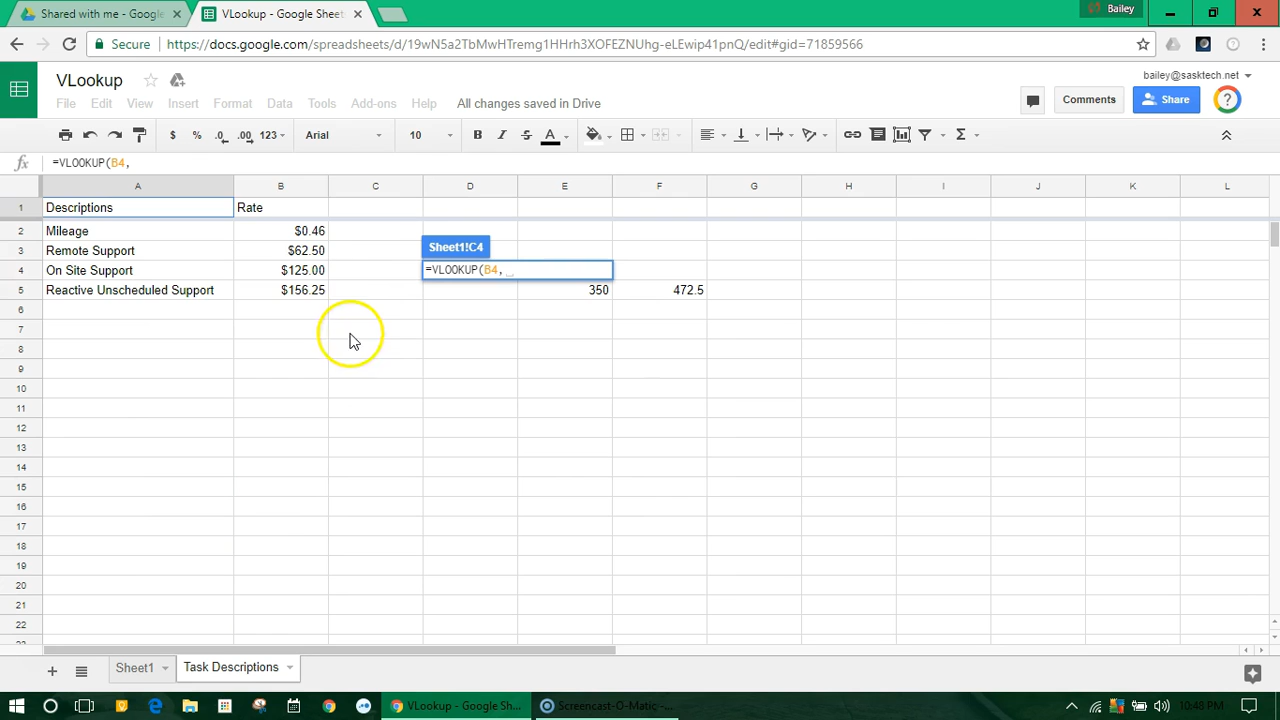 Shared with me - Google
VLookup - Google Sheet
Bailey
Secure
https://docs.google.com/spreadsheets/d/19wN5a2TbMwHTremg1HHrh3XOFEZNUhg-eLEwip41pnQ/edit#gid=71859566
VLookup
bailey@sasktech.net
File Edit View Insert Format Data Tools Add-ons Help All changes saved in Drive
Comments
Share
$ % .0 .00 123 Arial 10 B I S A Σ
fx =VLOOKUP(B4,
A B C D E F G H I J K L
1 Descriptions Rate
2 Mileage $0.46
3 Remote Support $62.50
Sheet1!C4
4 On Site Support $125.00 =VLOOKUP(B4,
5 Reactive Unscheduled Support $156.25 350 472.5
6
7
8
9
10
11
12
13
14
15
16
17
18
19
20
21
22
Sheet1 Task Descriptions
VLookup - Google Sh...
Screencast-O-Matic -...
10:48 PM